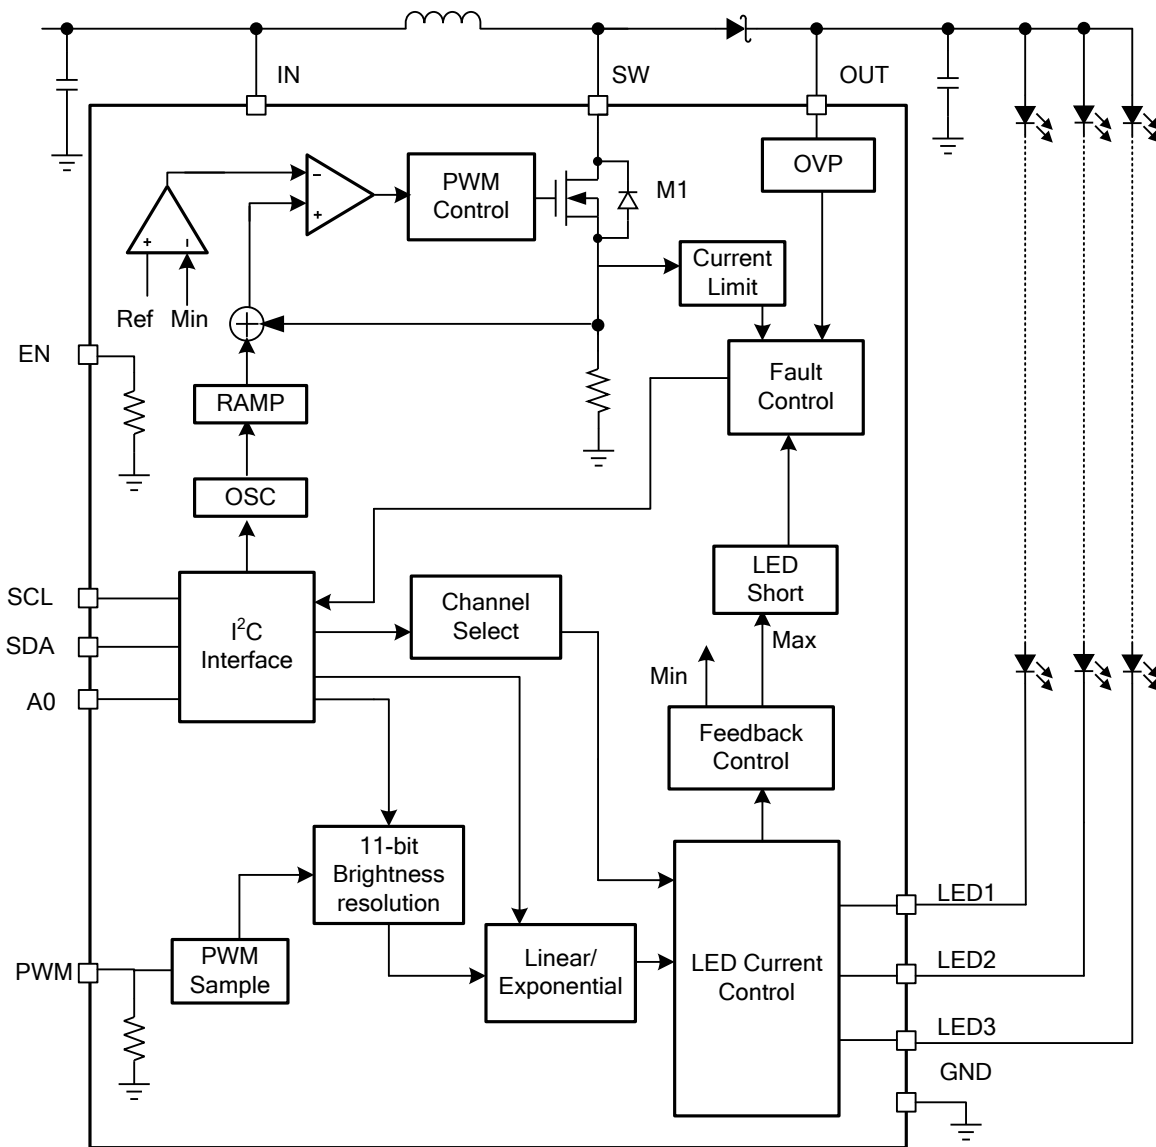 IN
SW
OUT
OVP
PWM
Control
M1
Current
Limit
Ref
Min
EN
Fault
Control
RAMP
OSC
SCL
SDA
A0
I²C
Interface
Channel
Select
LED
Short
Max
Min
Feedback
Control
11-bit
Brightness
resolution
LED1
PWM
PWM
Sample
Linear/
Exponential
LED Current
Control
LED2
LED3
GND